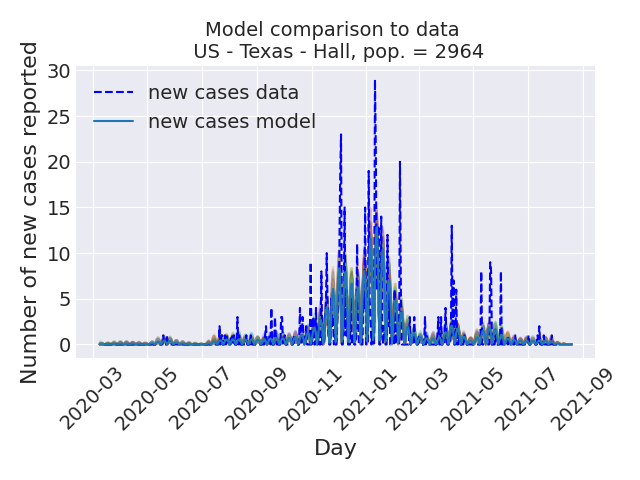 Model comparison to data
US - Texas - Hall, pop. = 2964
Number of new cases reported
30
25
20
15
10
5
0
new cases data
new cases model
2020-03
2020-05
2020-07
2020-09
2020-11
2021-01
2021-03
2021-05
2021-07
2021-09
Day